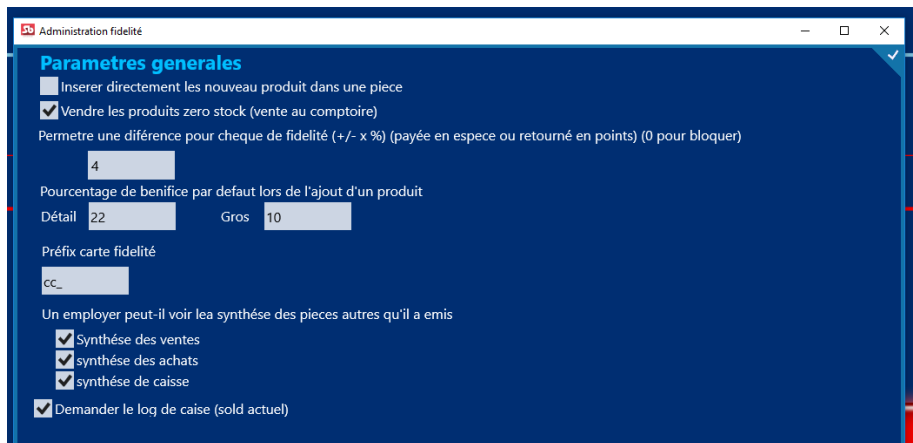 Sb Administration fidelité
Parametres generales
Inserer directement les nouveau produit dans une piece
Vendre les produits zero stock (vente au comptoire)
Permetre une diférence pour cheque de fidelité (+/- x %) (payée en espece ou retourné en points) (0 pour bloquer)
4
Pourcentage de benifice par defaut lors de l'ajout d'un produit
Détail 22 Gros 10
Préfix carte fidelité
cc_
Un employer peut-il voir lea synthése des pieces autres qu'il a emis
Synthése des ventes
synthése des achats
synthése de caisse
Demander le log de caise (sold actuel)